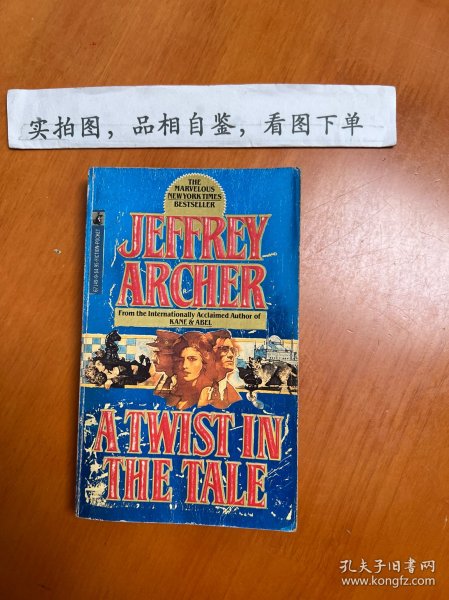 实拍图，品相自鉴，看图下单
THE
MARVELOUS
NEW YORK TIMES
BESTSELLER
JEFFREY
ARCHER
From the Internationally Acclaimed Author of
KANE & ABEL
A TWIST IN
THE TALE
孔夫子旧书网
www.kongfz.com